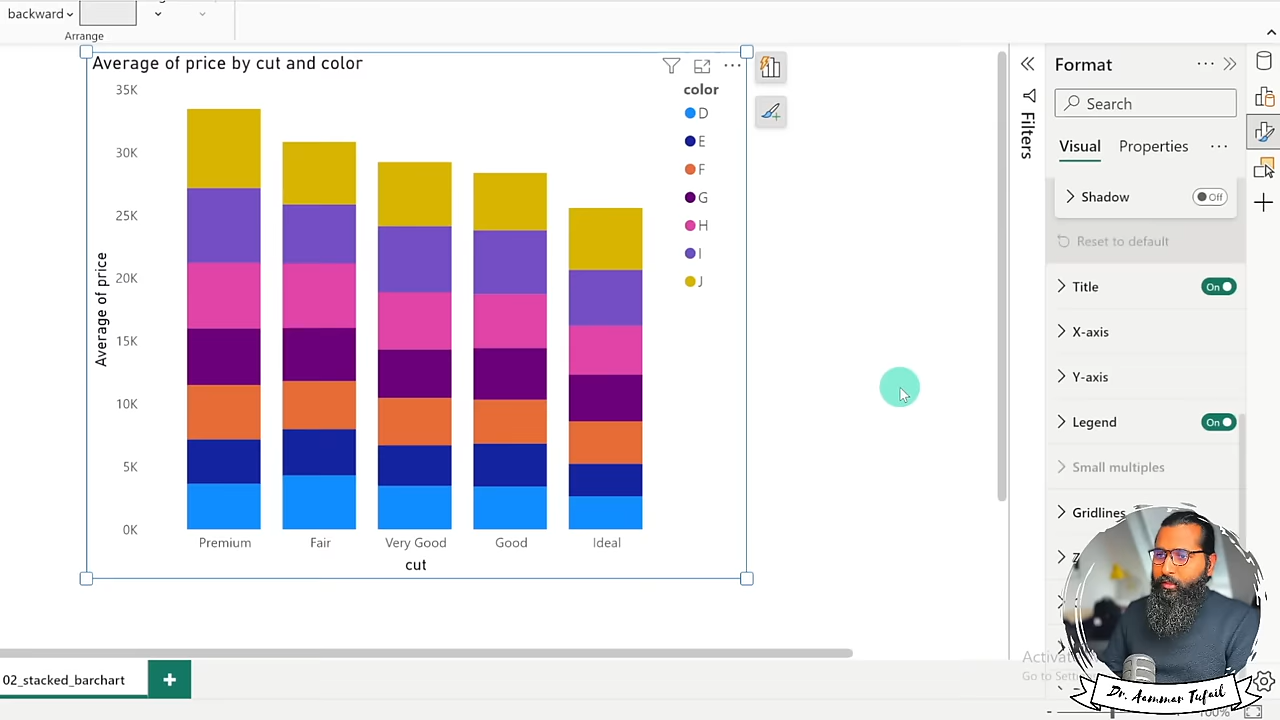 backward
Arrange
Average of price by cut and color
35K
30K
25K
20K
15K
10K
5K
0K
Average of price
Premium
Fair
Very Good
Good
Ideal
cut
color
D
E
F
G
H
I
J
Filters
Format
Search
Visual
Properties
Shadow
Off
Reset to default
Title
On
X-axis
Y-axis
Legend
On
Small multiples
Gridlines
02_stacked_barchart
Dr. Aammar Tufail
100%